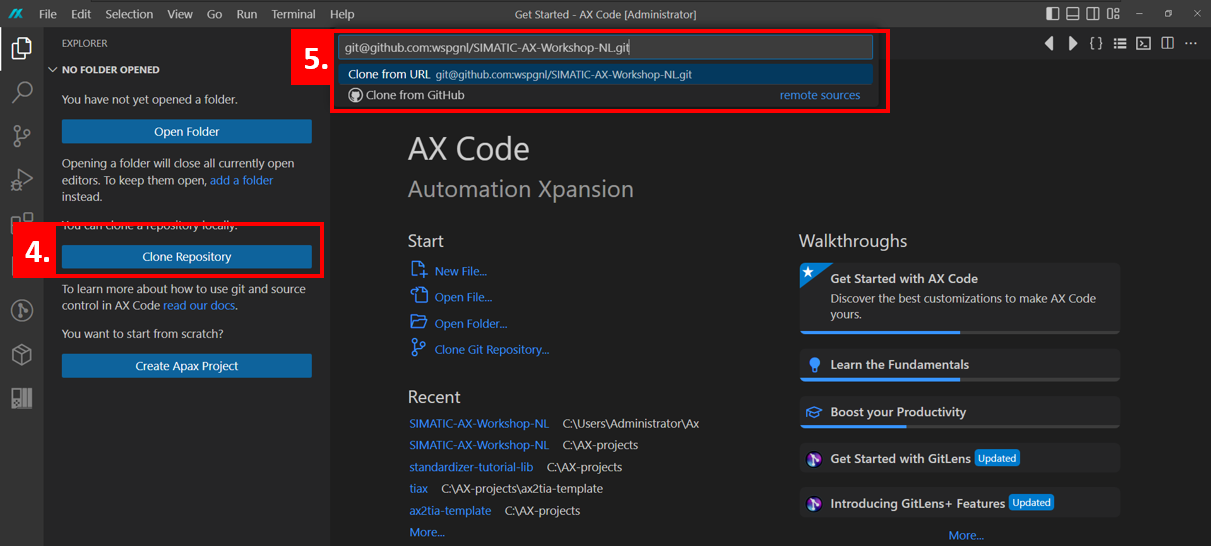 File Edit Selection View Go Run Terminal Help
Get Started - AX Code [Administrator]
EXPLORER
NO FOLDER OPENED
You have not yet opened a folder.
Open Folder
Opening a folder will close all currently open
editors. To keep them open, add a folder
instead.
You can clone a repository locally.
4.
Clone Repository
To learn more about how to use git and source
control in AX Code read our docs.
You want to start from scratch?
Create Apax Project
5.
git@github.com:wspgnl/SIMATIC-AX-Workshop-NL.git
Clone from URL git@github.com:wspgnl/SIMATIC-AX-Workshop-NL.git
Clone from GitHub remote sources
AX Code
Automation Xpansion
Start
New File...
Open File...
Open Folder...
Clone Git Repository...
Recent
SIMATIC-AX-Workshop-NL C:\Users\Administrator\Ax
SIMATIC-AX-Workshop-NL C:\AX-projects
standardizer-tutorial-lib C:\AX-projects
tiax C:\AX-projects\ax2tia-template
ax2tia-template C:\AX-projects
More...
Walkthroughs
Get Started with AX Code
Discover the best customizations to make AX Code
yours.
Learn the Fundamentals
Boost your Productivity
Get Started with GitLens Updated
Introducing GitLens+ Features Updated
More...